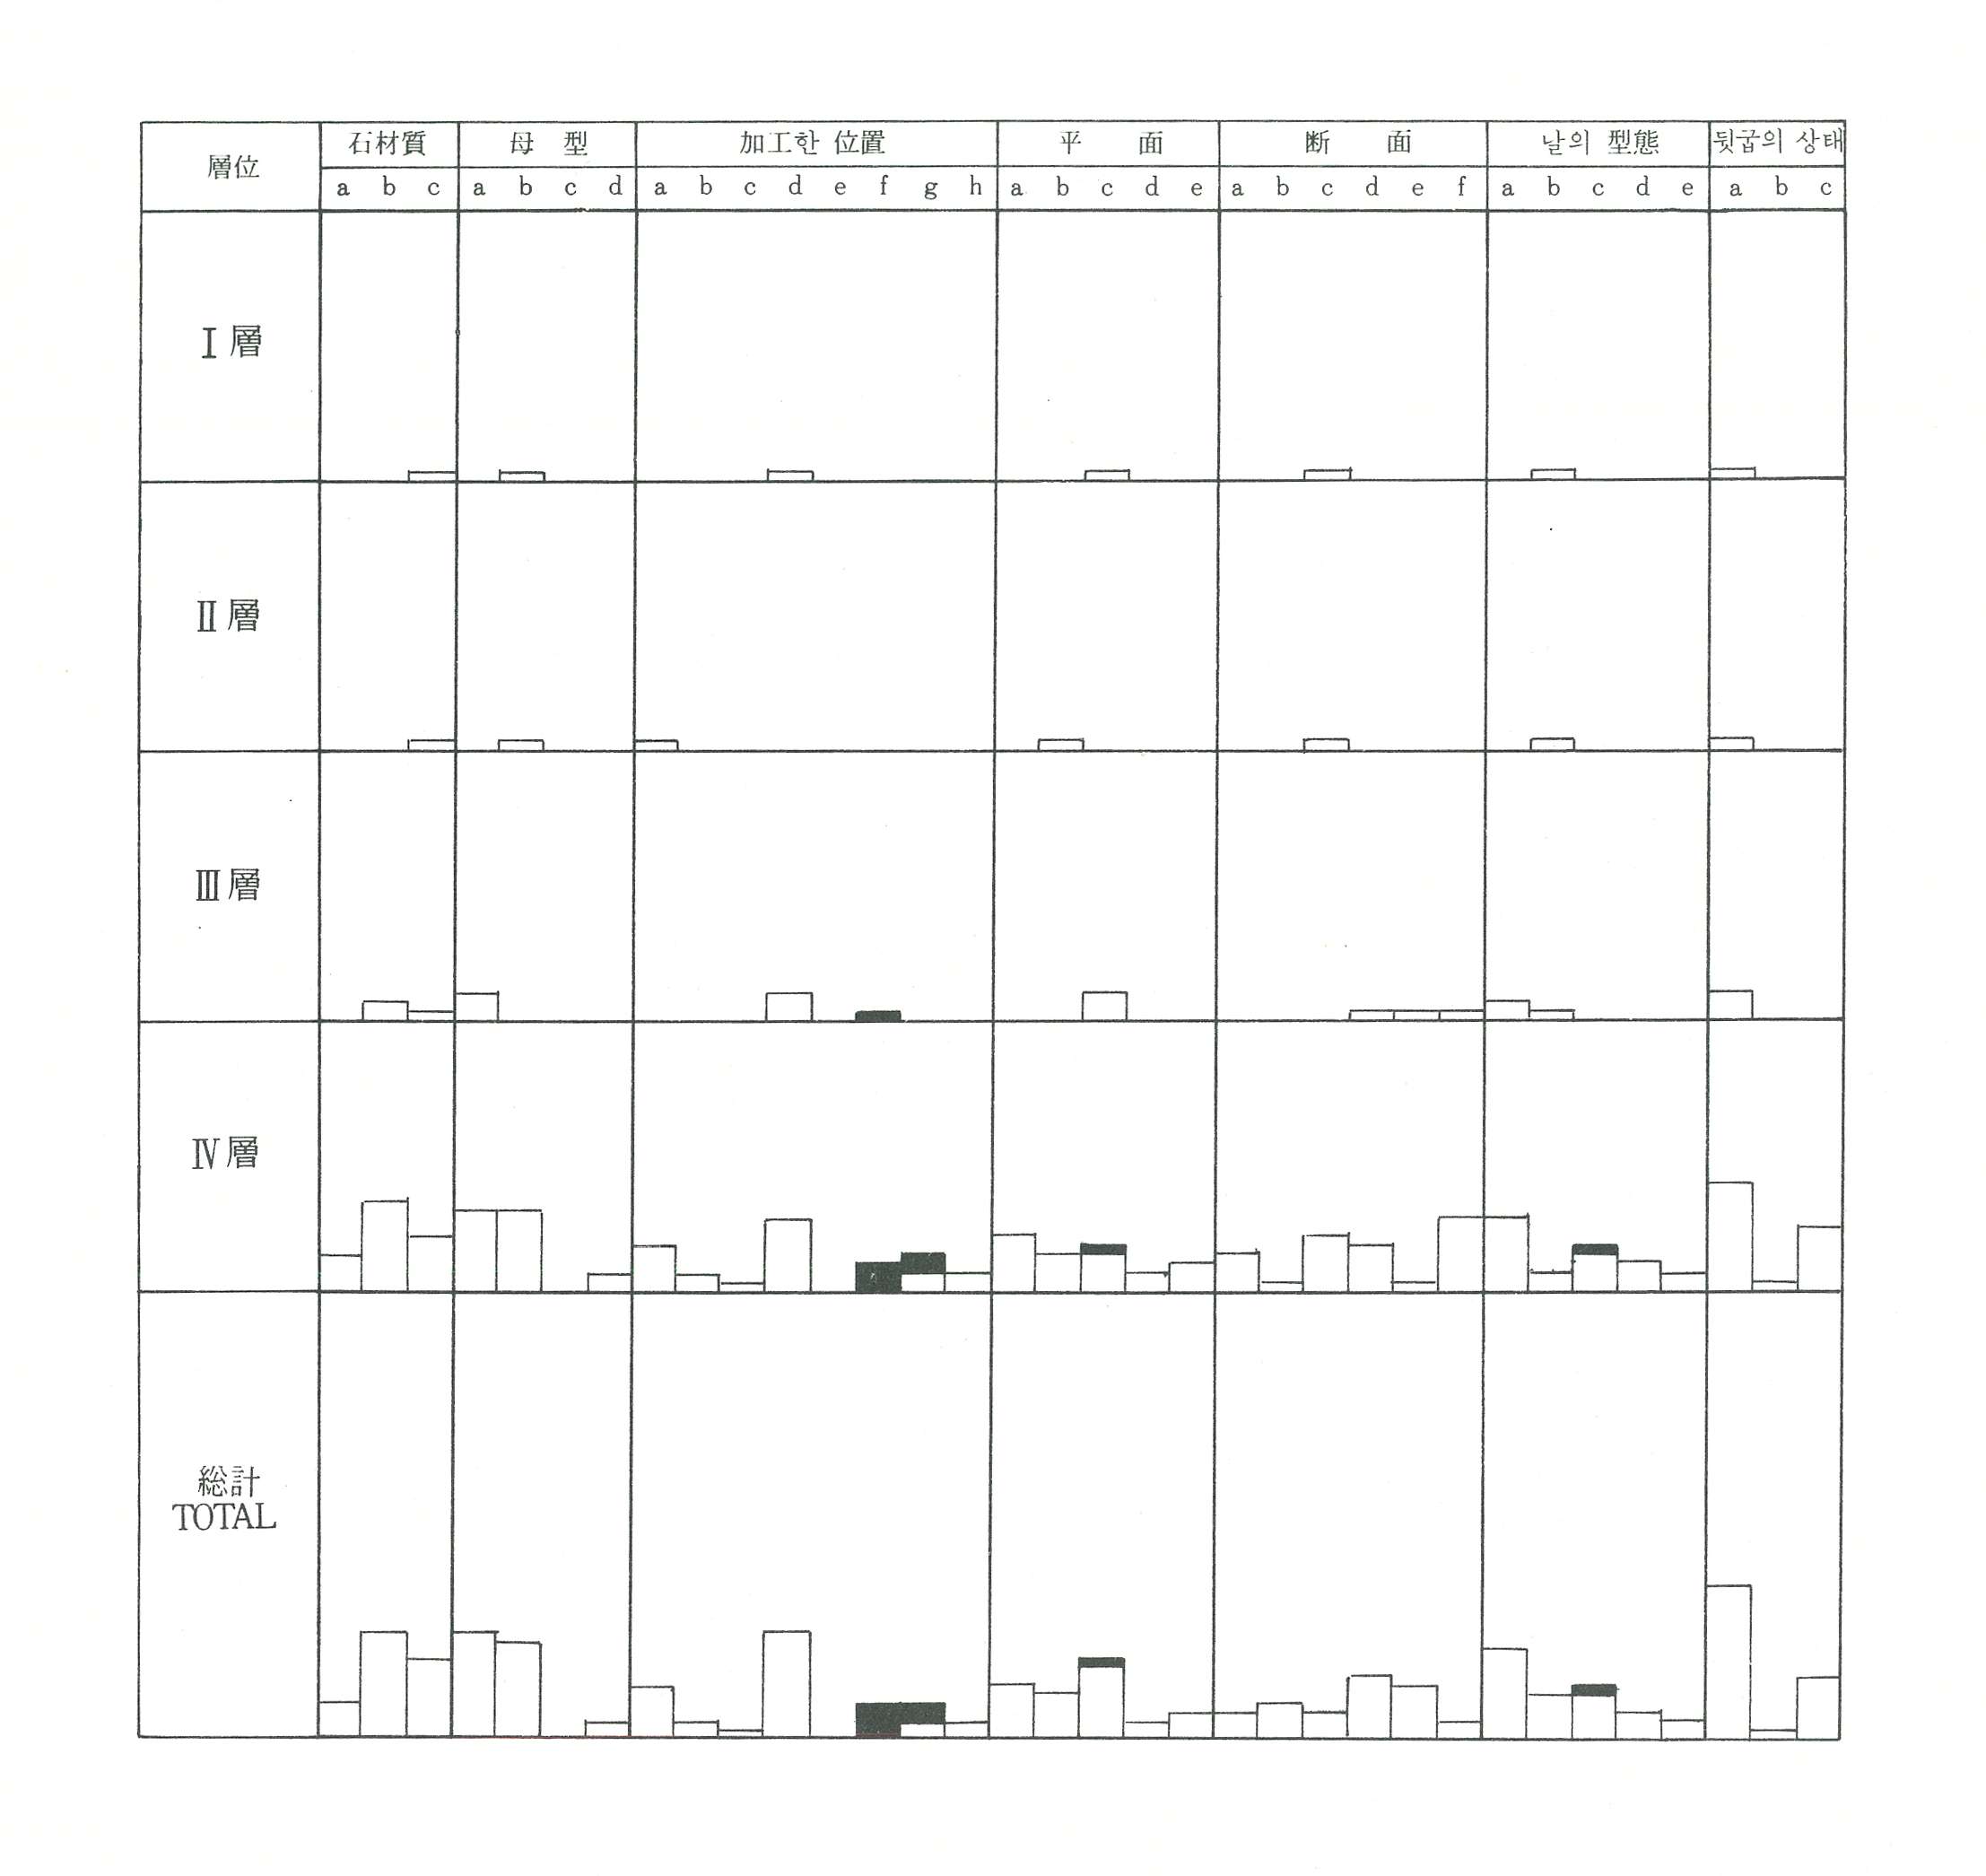 層位 石材質 母 型 加工한 位置 平 面 断 面 날의 型態 뒷굽의 상태
a b c a b c d a b c d e f g h a b c d e a b c d e f a b c d e a b c
I 層
II 層
III 層
IV 層
総計
TOTAL